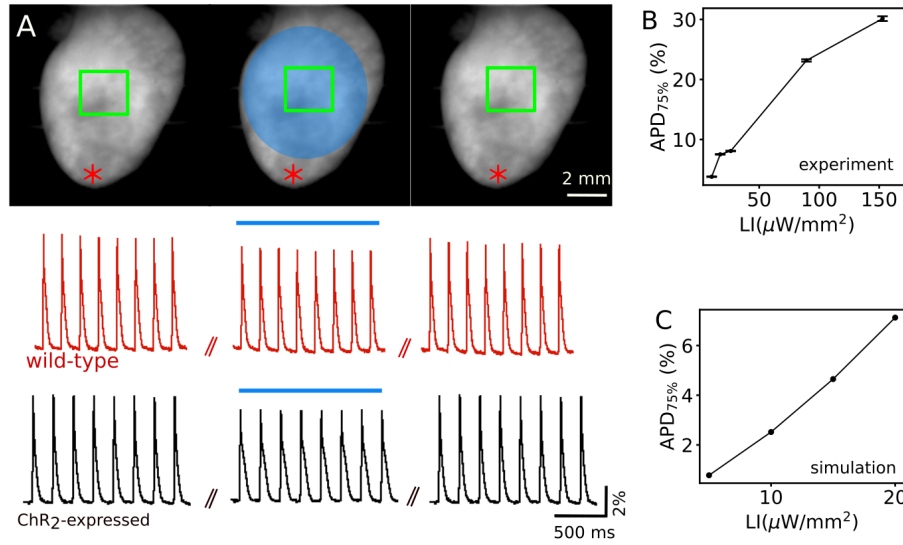 A
2 mm
wild-type
//
//
ChR2-expressed
//
//
2%
500 ms
B
APD75% (%)
30
20
10
experiment
50
100
150
LI(μW/mm²)
C
APD75% (%)
6
4
2
simulation
10
20
LI(μW/mm²)